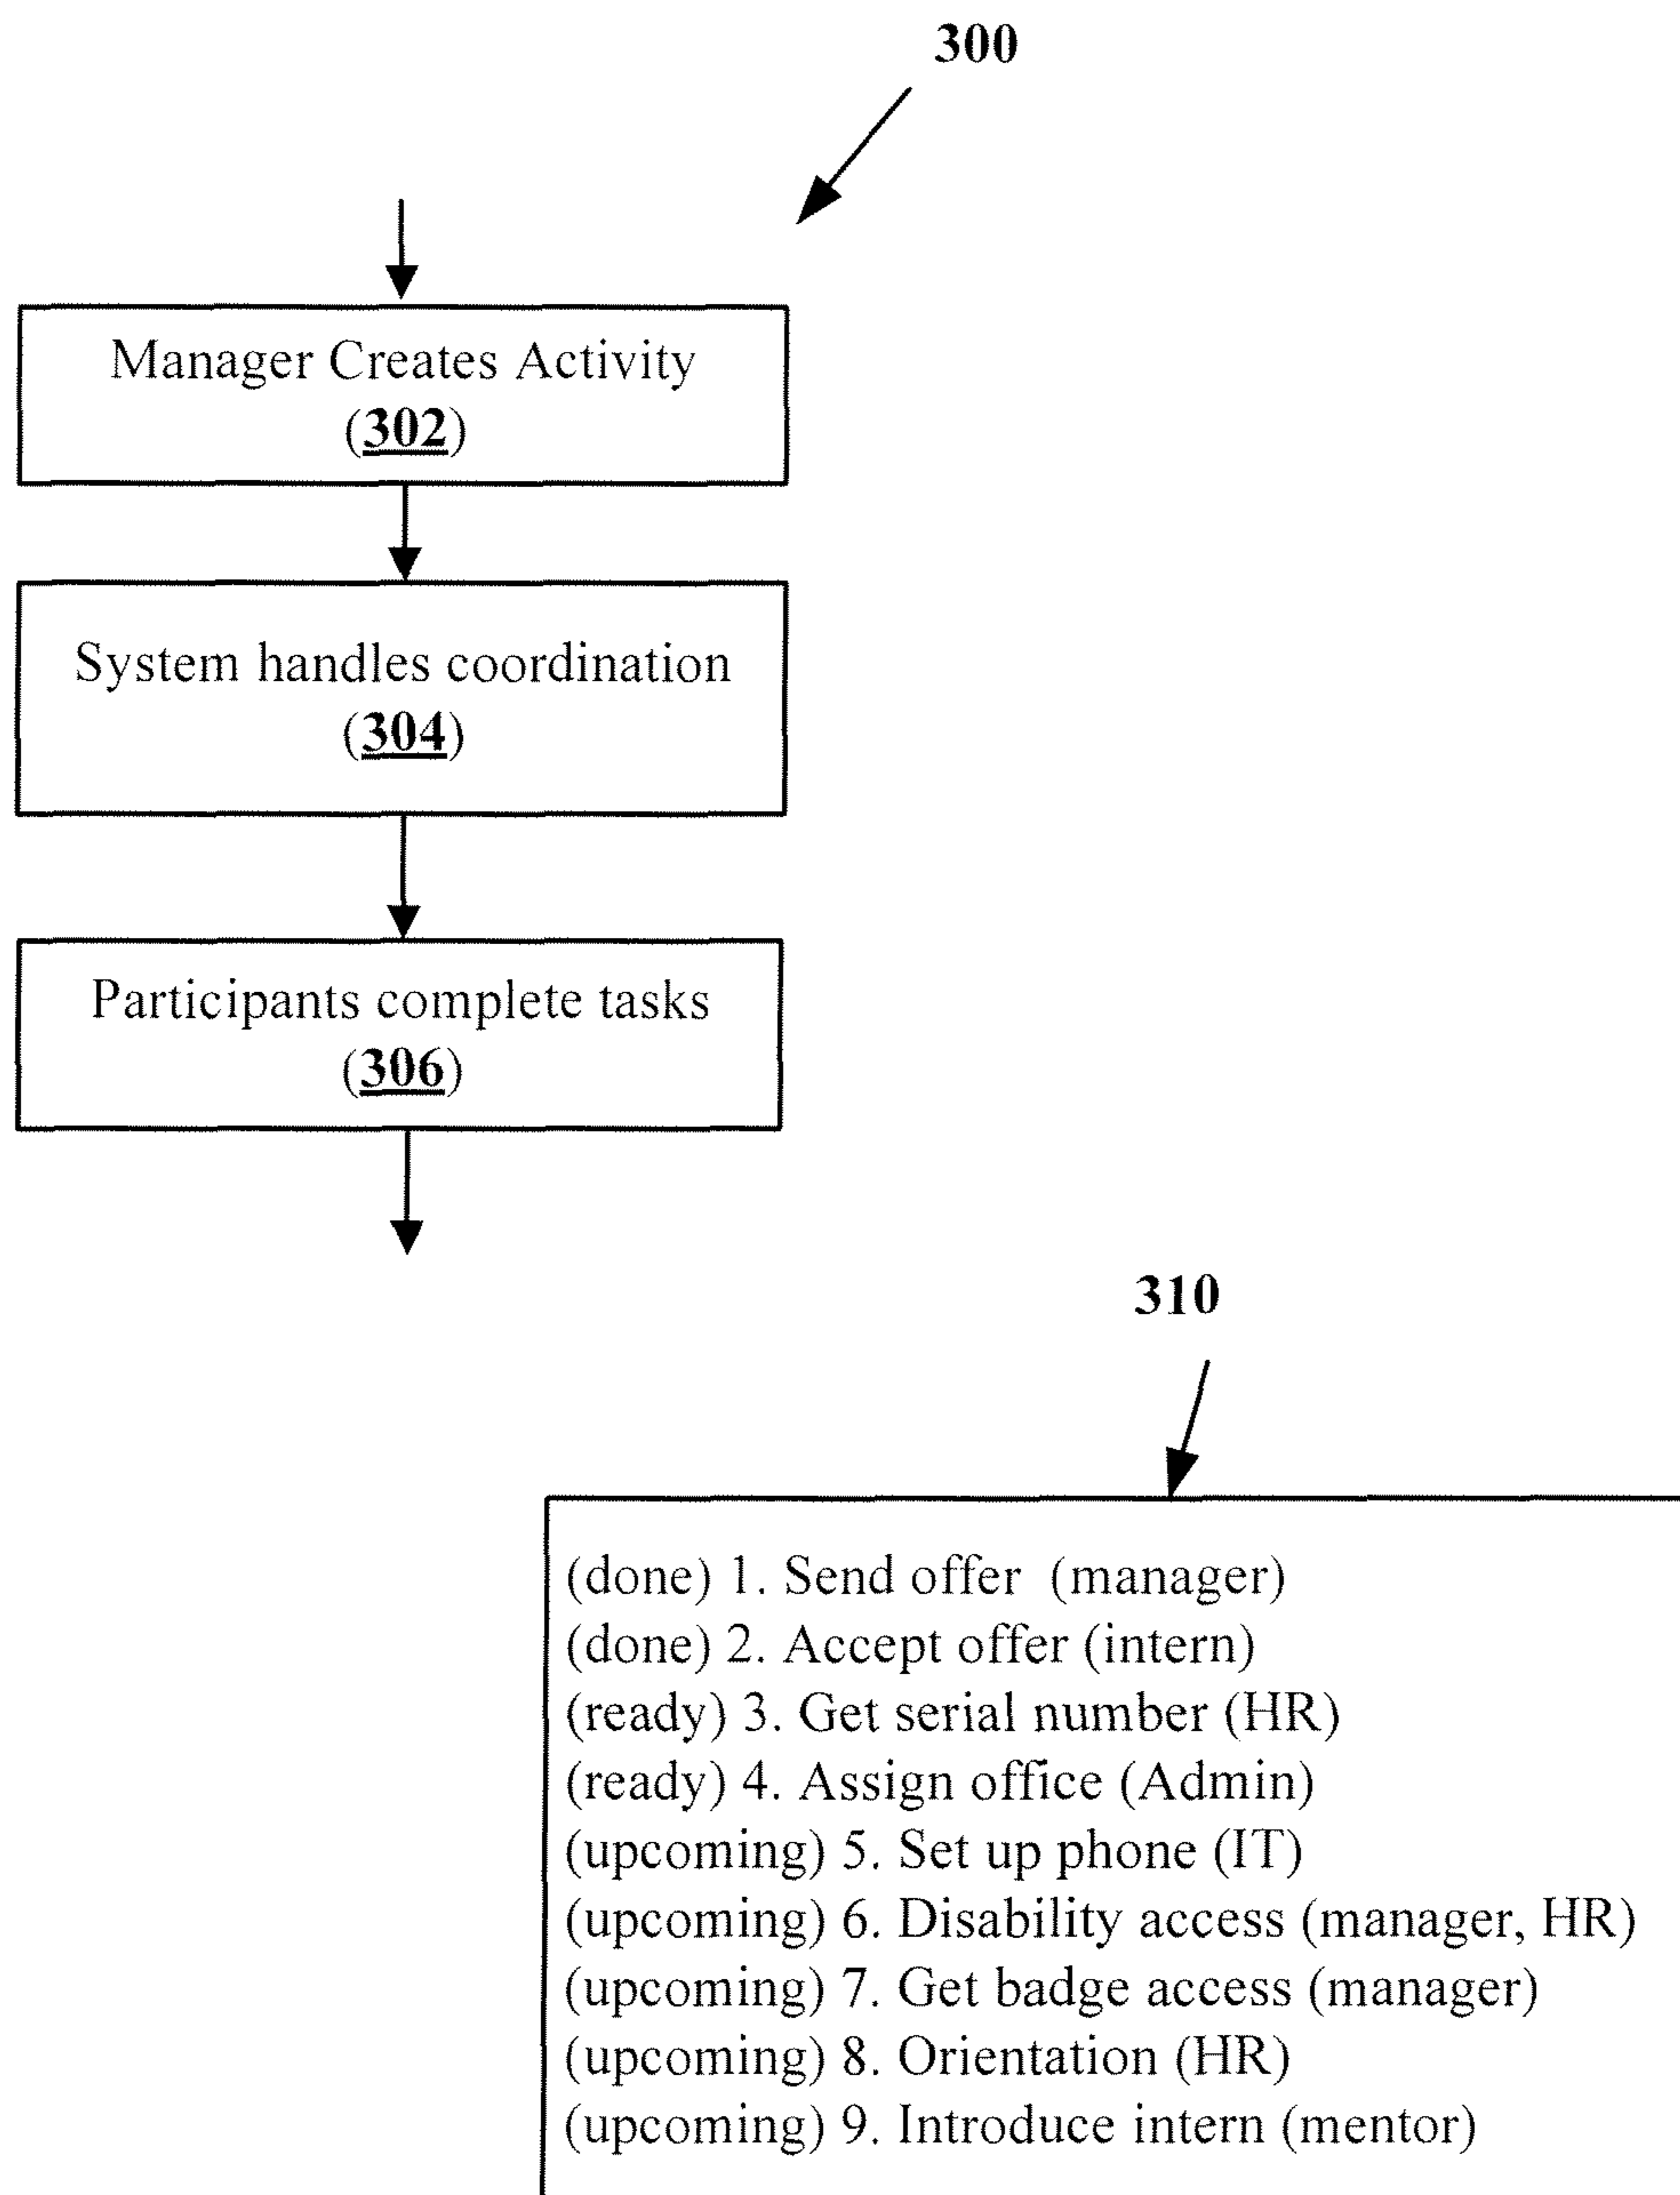 300
Manager Creates Activity
(302)
System handles coordination
(304)
Participants complete tasks
(306)
310
(done) 1. Send offer (manager)
(done) 2. Accept offer (intern)
(ready) 3. Get serial number (HR)
(ready) 4. Assign office (Admin)
(upcoming) 5. Set up phone (IT)
(upcoming) 6. Disability access (manager, HR)
(upcoming) 7. Get badge access (manager)
(upcoming) 8. Orientation (HR)
(upcoming) 9. Introduce intern (mentor)